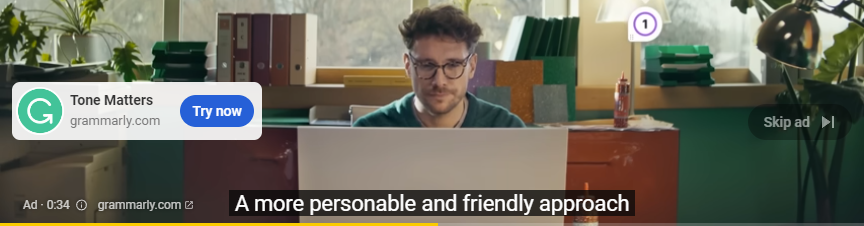 1
Tone Matters
grammarly.com
Try now
Skip ad
Ad · 0:34
grammarly.com
A more personable and friendly approach